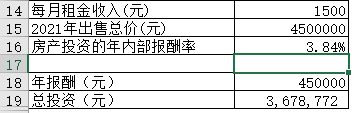 14 每月租金收入(元) 1500
15 2021年出售总价(元) 4500000
16 房产投资的年内部报酬率 3.84%
17
18 年报酬（元） 450000
19 总投资（元） 3,678,772